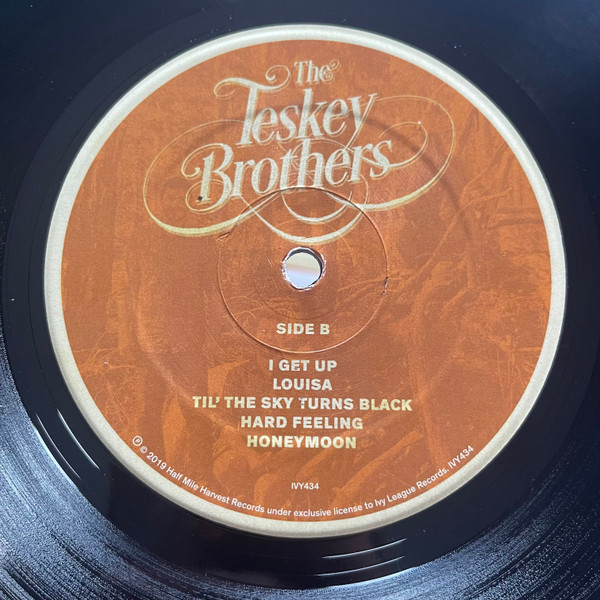 The
Teskey
Brothers
SIDE B
I GET UP
LOUISA
TIL' THE SKY TURNS BLACK
HARD FEELING
HONEYMOON
IVY434
℗ © 2019 Half Mile Harvest Records under exclusive license to Ivy League Records. IVY434